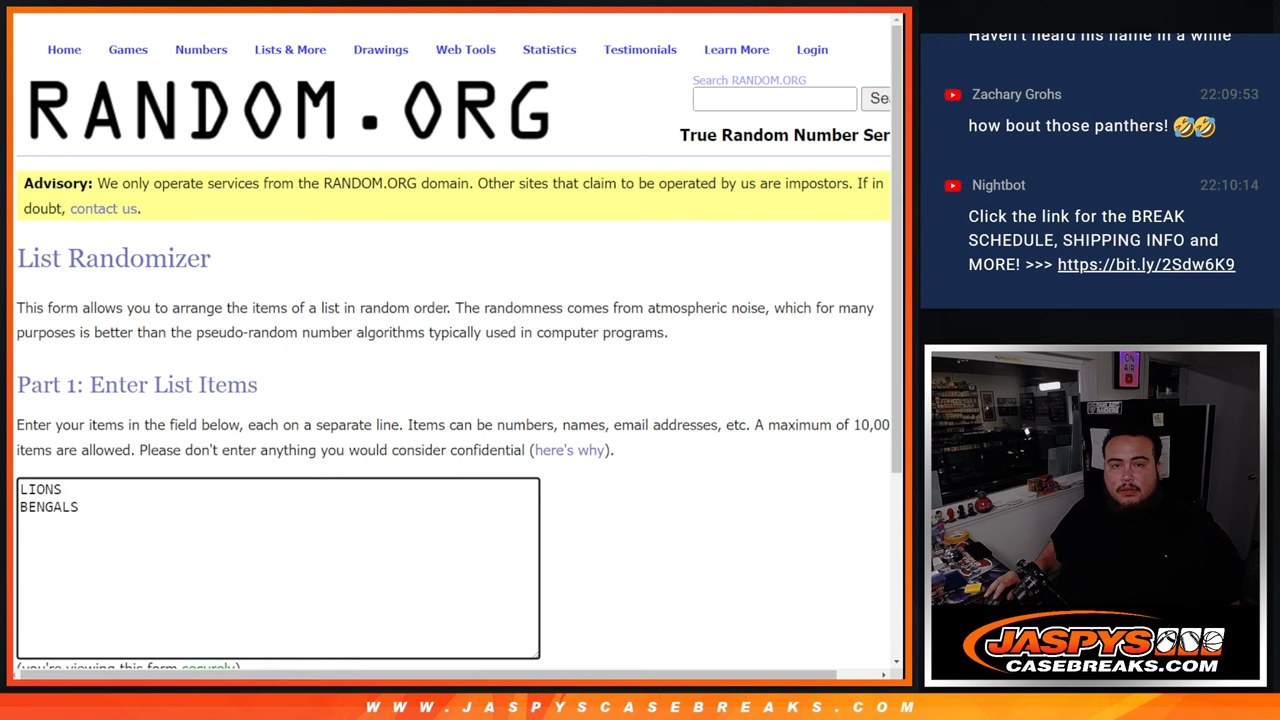 Home Games Numbers Lists & More Drawings Web Tools Statistics Testimonials Learn More Login
RANDOM.ORG
Search RANDOM.ORG
Se
True Random Number Ser
Advisory: We only operate services from the RANDOM.ORG domain. Other sites that claim to be operated by us are impostors. If in
doubt, contact us.
List Randomizer
This form allows you to arrange the items of a list in random order. The randomness comes from atmospheric noise, which for many
purposes is better than the pseudo-random number algorithms typically used in computer programs.
Part 1: Enter List Items
Enter your items in the field below, each on a separate line. Items can be numbers, names, email addresses, etc. A maximum of 10,00
items are allowed. Please don't enter anything you would consider confidential (here's why).
LIONS
BENGALS
(you're viewing this form securely)
Haven't heard his name in a while
Zachary Grohs 22:09:53
how bout those panthers! 🤣🤣
Nightbot 22:10:14
Click the link for the BREAK
SCHEDULE, SHIPPING INFO and
MORE! >>> https://bit.ly/2Sdw6K9
ON
AIR
JASPYS
CASEBREAKS.COM
WWW.JASPYSCASEBREAKS.COM